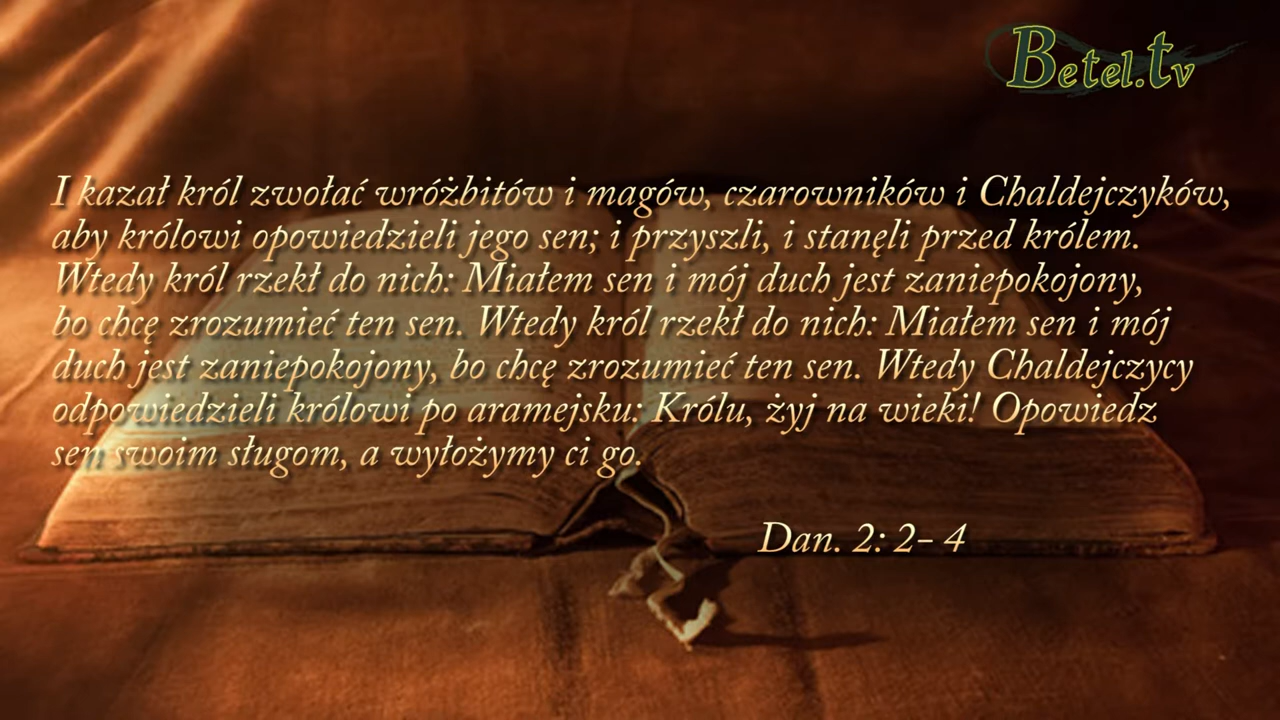 Betel.tv
I kazał król zwołać wróżbitów i magów, czarowników i Chaldejczyków,
aby królowi opowiedzieli jego sen; i przyszli, i stanęli przed królem.
Wtedy król rzekł do nich: Miałem sen i mój duch jest zaniepokojony,
bo chcę zrozumieć ten sen. Wtedy król rzekł do nich: Miałem sen i mój
duch jest zaniepokojony, bo chcę zrozumieć ten sen. Wtedy Chaldejczycy
odpowiedzieli królowi po aramejsku: Królu, żyj na wieki! Opowiedz
sen swoim sługom, a wyłożymy ci go.
Dan. 2: 2- 4